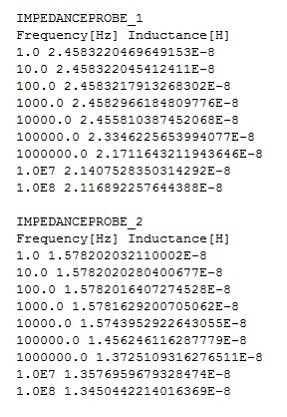 IMPEDANCEPROBE_1
Frequency[Hz] Inductance[H]
1.0 2.4583220469649153E-8
10.0 2.458322045412411E-8
100.0 2.4583217913268302E-8
1000.0 2.4582966184809776E-8
10000.0 2.455810387452068E-8
100000.0 2.3346225653994077E-8
1000000.0 2.1711643211943646E-8
1.0E7 2.1407528350314292E-8
1.0E8 2.116892257644388E-8
IMPEDANCEPROBE_2
Frequency[Hz] Inductance[H]
1.0 1.578202032110002E-8
10.0 1.5782020280400677E-8
100.0 1.5782016407274528E-8
1000.0 1.5781629200705062E-8
10000.0 1.5743952922643055E-8
100000.0 1.456246116287779E-8
1000000.0 1.3725109316276511E-8
1.0E7 1.3576959679328474E-8
1.0E8 1.3450442214016369E-8